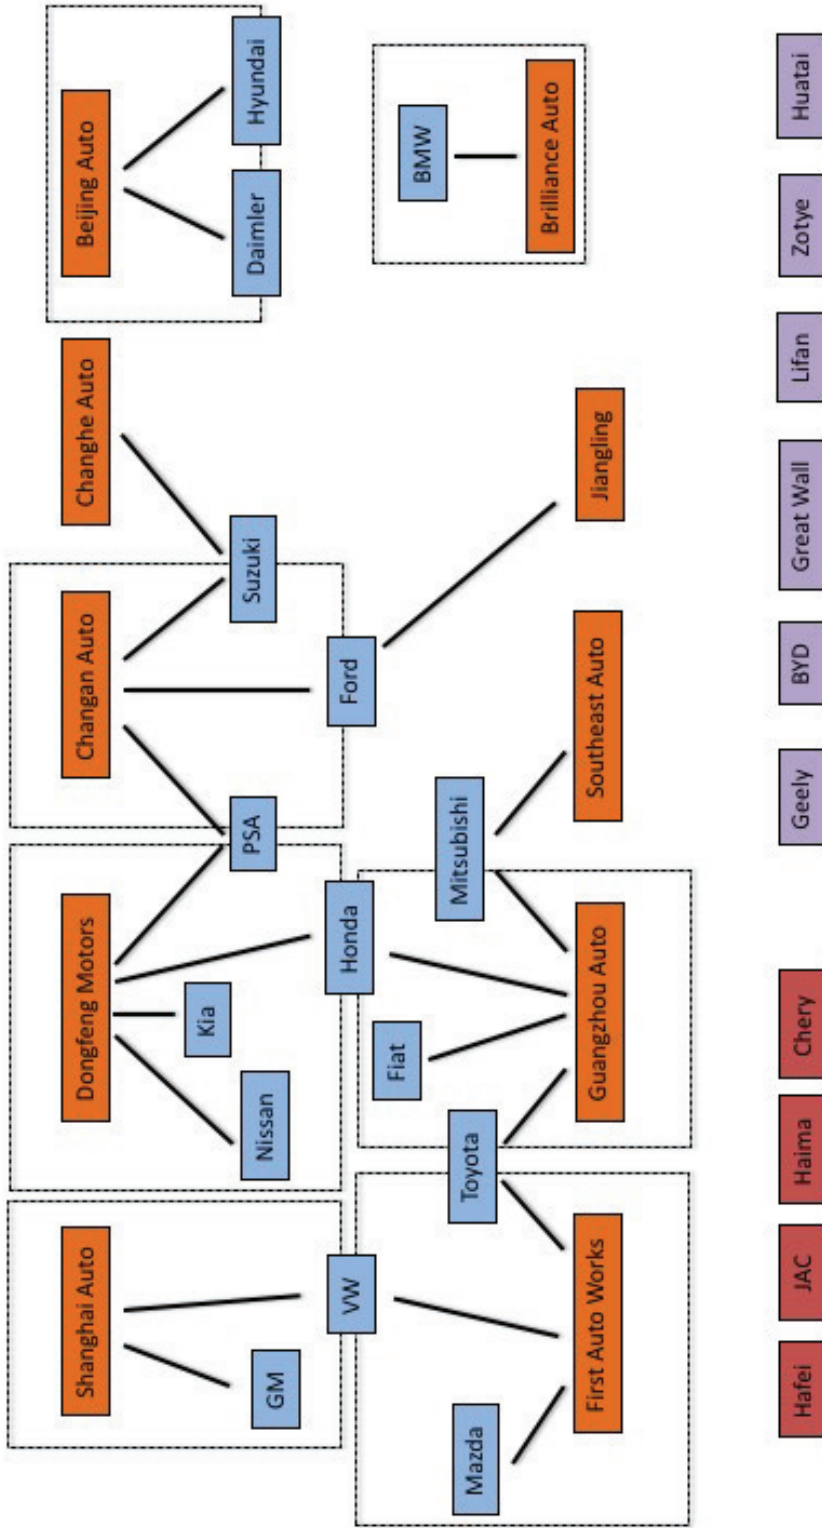 Shanghai Auto
Dongfeng Motors
Changan Auto
Changhe Auto
Beijing Auto
GM
Nissan
Kia
PSA
Suzuki
Daimler
Hyundai
VW
Honda
Ford
Mazda
Toyota
Fiat
Mitsubishi
BMW
First Auto Works
Guangzhou Auto
Southeast Auto
Jiangling
Brilliance Auto
Hafei
JAC
Haima
Chery
Geely
BYD
Great Wall
Lifan
Zotye
Huatai